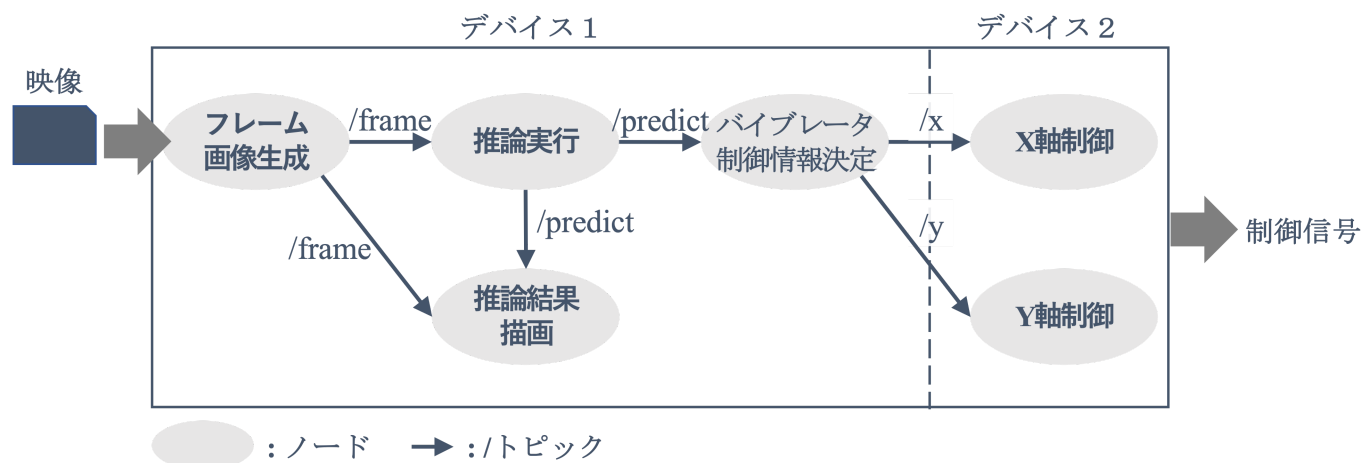 デバイス１
デバイス２
映像
フレーム
画像生成
/frame
推論実行
/predict
バイブレータ
制御情報決定
/x
X軸制御
/frame
/predict
/y
制御信号
推論結果
描画
Y軸制御
：ノード
：/トピック